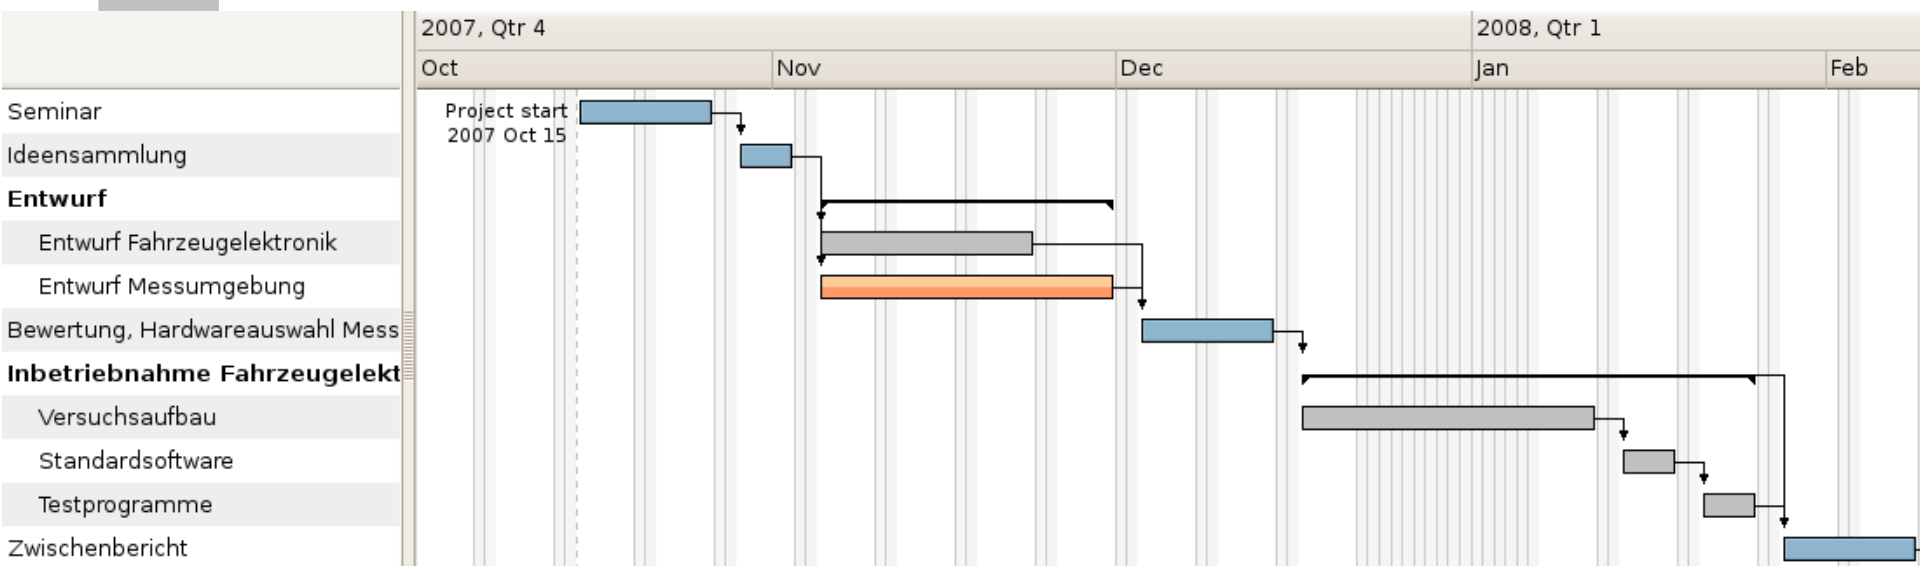 2007, Qtr 4
2008, Qtr 1
Oct
Nov
Dec
Jan
Feb
Seminar
Project start
2007 Oct 15
Ideensammlung
Entwurf
Entwurf Fahrzeugelektronik
Entwurf Messumgebung
Bewertung, Hardwareauswahl Mess
Inbetriebnahme Fahrzeugelekt
Versuchsaufbau
Standardsoftware
Testprogramme
Zwischenbericht